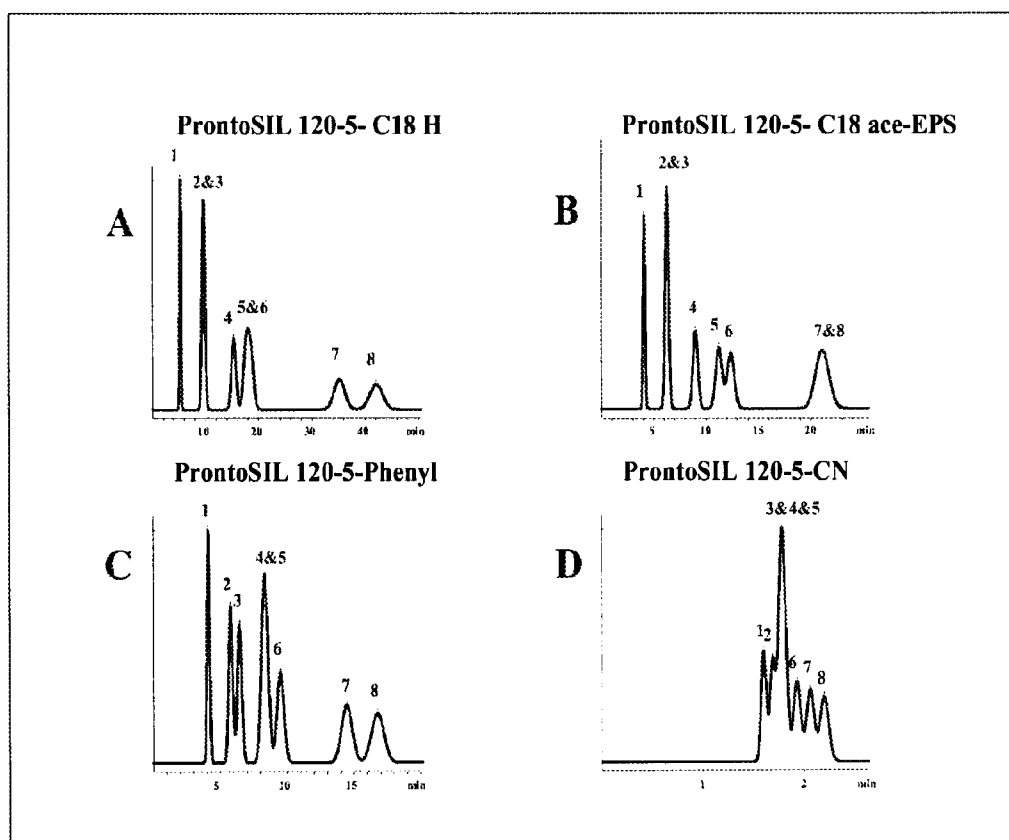 ProntoSIL 120-5- C18 H
A
1
2&3
4
5&6
7
8
10 20 30 40 min
ProntoSIL 120-5- C18 ace-EPS
B
1
2&3
4
5
6
7&8
5 10 15 20 min
ProntoSIL 120-5-Phenyl
C
1
2
3
4&5
6
7
8
5 10 15 min
ProntoSIL 120-5-CN
D
3&4&5
1 2
6
7
8
1 2 min